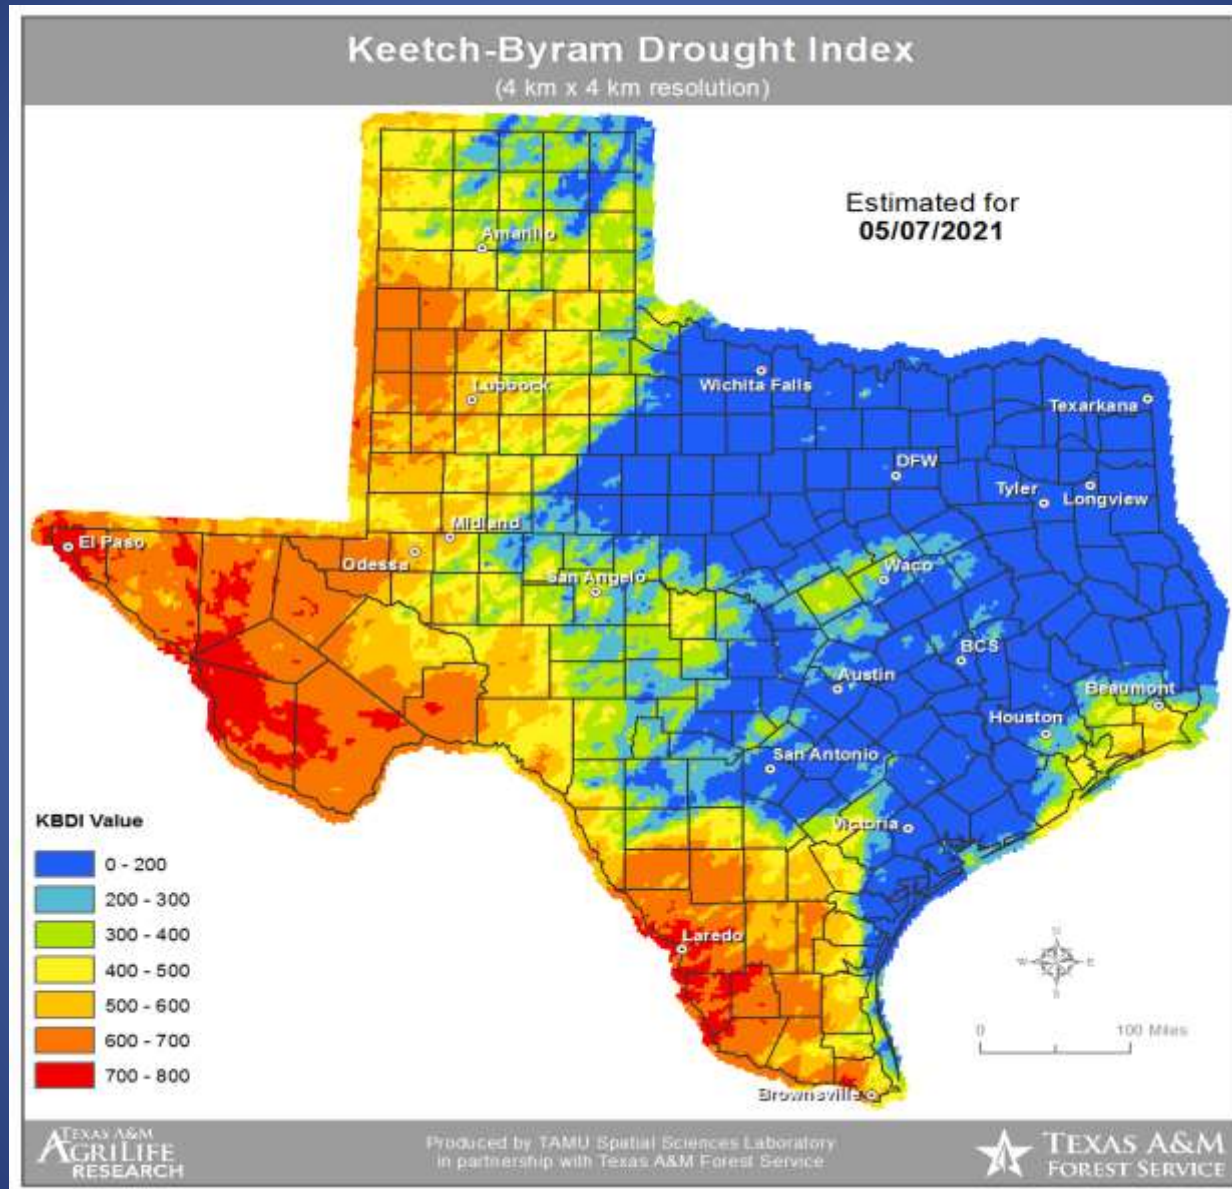 Keetch-Byram Drought Index
(4 km x 4 km resolution)
Estimated for
05/07/2021
Amarillo
Lubbock
Wichita Falls
Texarkana
DFW
Tyler
Longview
Midland
El Paso
Odessa
San Angelo
Waco
BCS
Austin
Beaumont
Houston
San Antonio
Victoria
Laredo
Brownsville
KBDI Value
0 - 200
200 - 300
300 - 400
400 - 500
500 - 600
600 - 700
700 - 800
N
W E
S
0 100 Miles
TEXAS A&M
AGRILIFE
RESEARCH
Produced by TAMU Spatial Sciences Laboratory
in partnership with Texas A&M Forest Service
TEXAS A&M
FOREST SERVICE